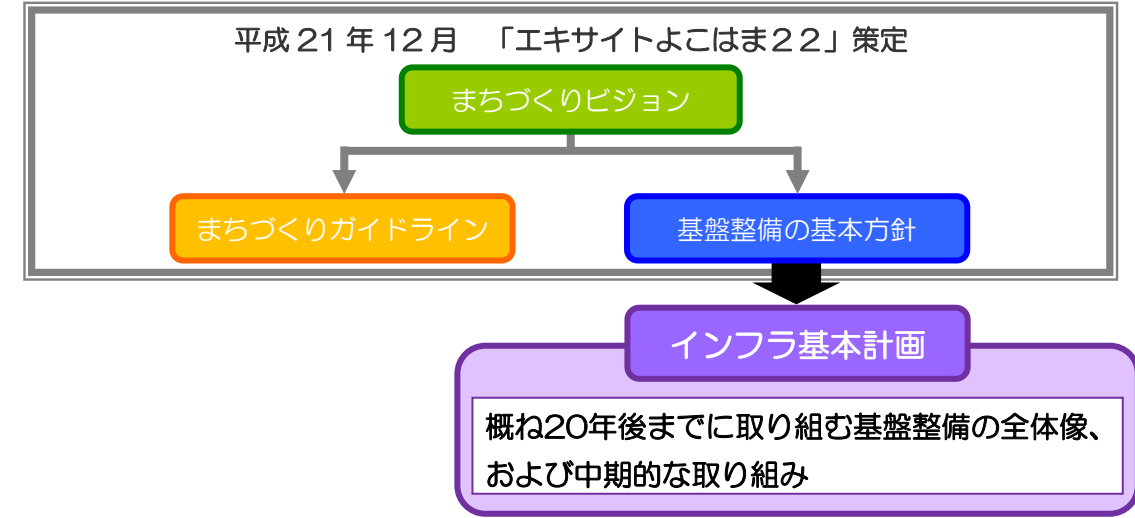 平成 21 年 12 月　「エキサイトよこはま２２」策定
まちづくりビジョン
まちづくりガイドライン
基盤整備の基本方針
インフラ基本計画
概ね20年後までに取り組む基盤整備の全体像、
および中期的な取り組み